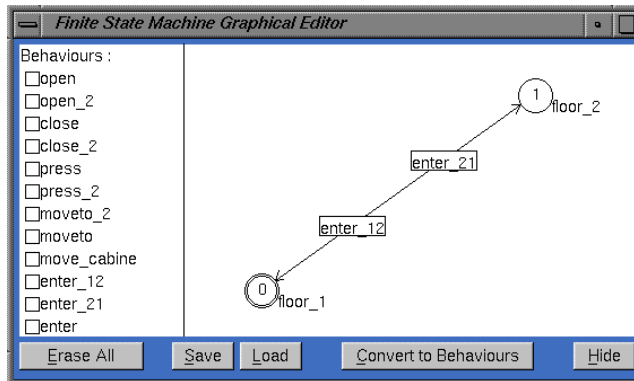 Finite State Machine Graphical Editor
Behaviours :
open
open_2
close
close_2
press
press_2
moveto_2
moveto
move_cabine
enter_12
enter_21
enter
1
floor_2
enter_21
enter_12
0
floor_1
Erase All Save Load Convert to Behaviours Hide